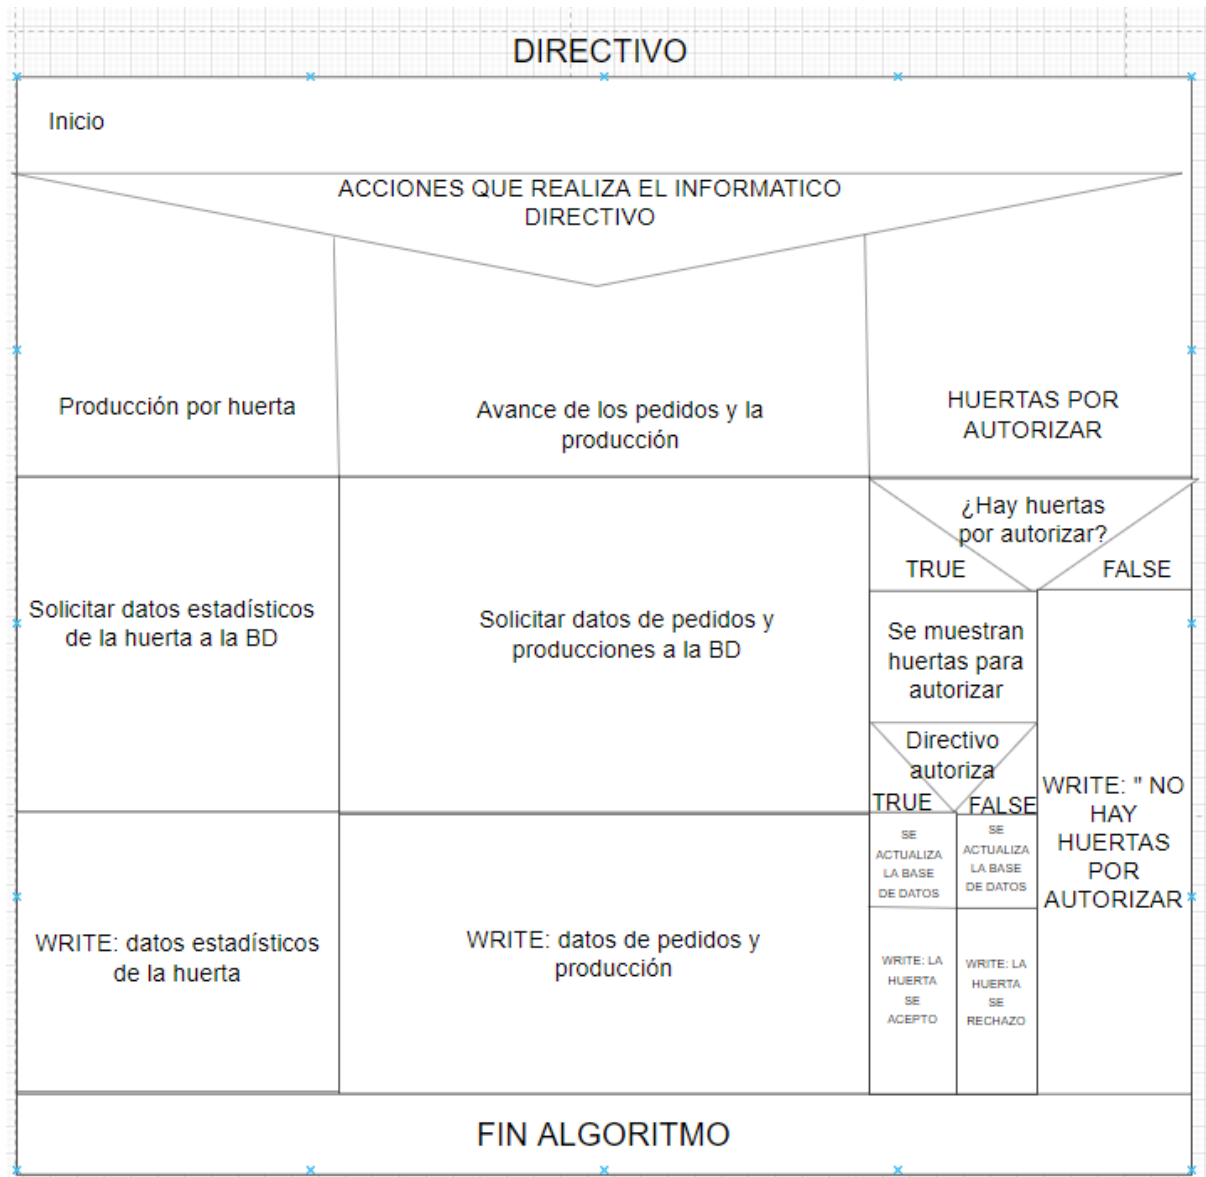 DIRECTIVO
Inicio
ACCIONES QUE REALIZA EL INFORMATICO
DIRECTIVO
Producción por huerta
Avance de los pedidos y la
producción
HUERTAS POR
AUTORIZAR
¿Hay huertas
por autorizar?
TRUE
FALSE
Solicitar datos estadísticos
de la huerta a la BD
Solicitar datos de pedidos y
producciones a la BD
Se muestran
huertas para
autorizar
Directivo
autoriza
TRUE
FALSE
WRITE: " NO
HAY
HUERTAS
POR
AUTORIZAR
SE
ACTUALIZA
LA BASE
DE DATOS
SE
ACTUALIZA
LA BASE
DE DATOS
WRITE: datos estadísticos
de la huerta
WRITE: datos de pedidos y
producción
WRITE: LA
HUERTA
SE
ACEPTO
WRITE: LA
HUERTA
SE
RECHAZO
FIN ALGORITMO